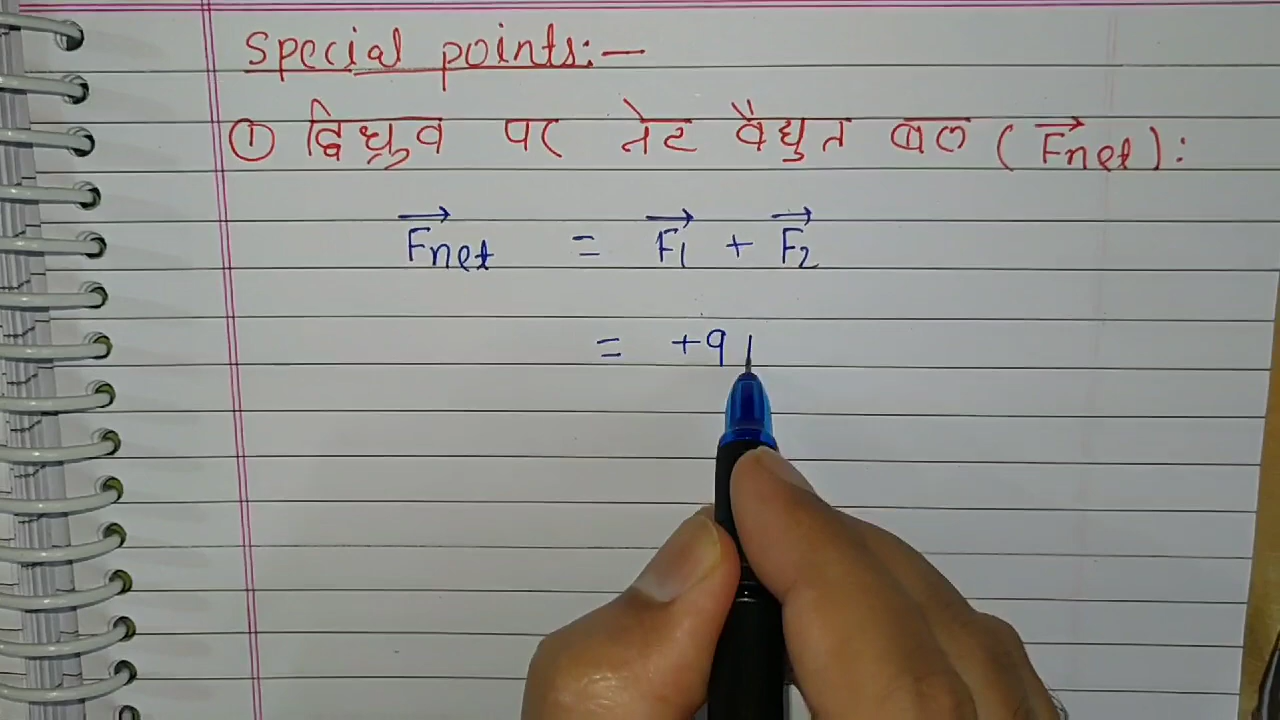 Special points:—
① द्विध्रुव पर नेट वैद्युत बल (F⃗net):
F⃗net = F⃗1 + F⃗2
= +q